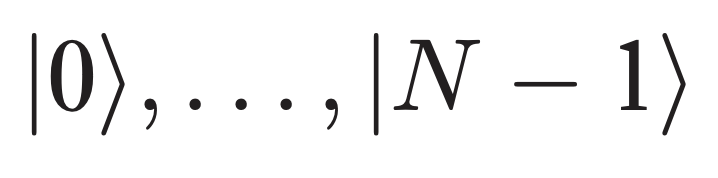 |0⟩, . . . , |N − 1⟩